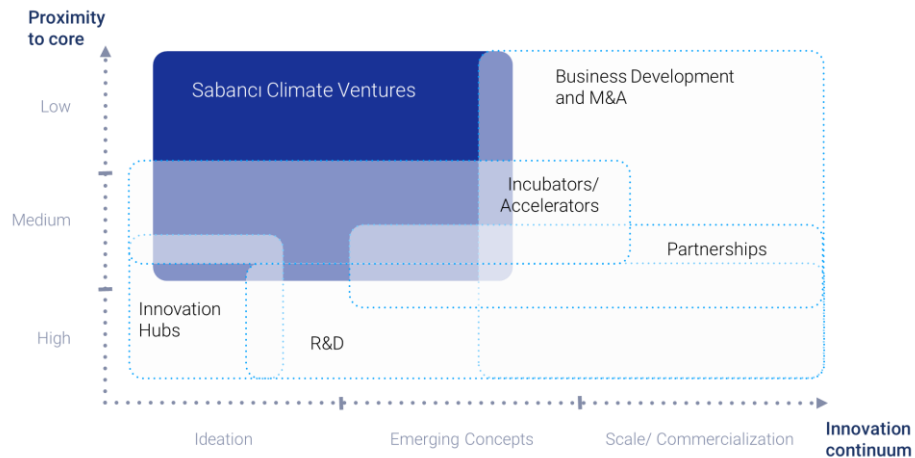 Proximity
to core
Low
Medium
High
Sabancı Climate Ventures
Business Development
and M&A
Incubators/
Accelerators
Partnerships
Innovation
Hubs
R&D
Ideation
Emerging Concepts
Scale/ Commercialization
Innovation
continuum